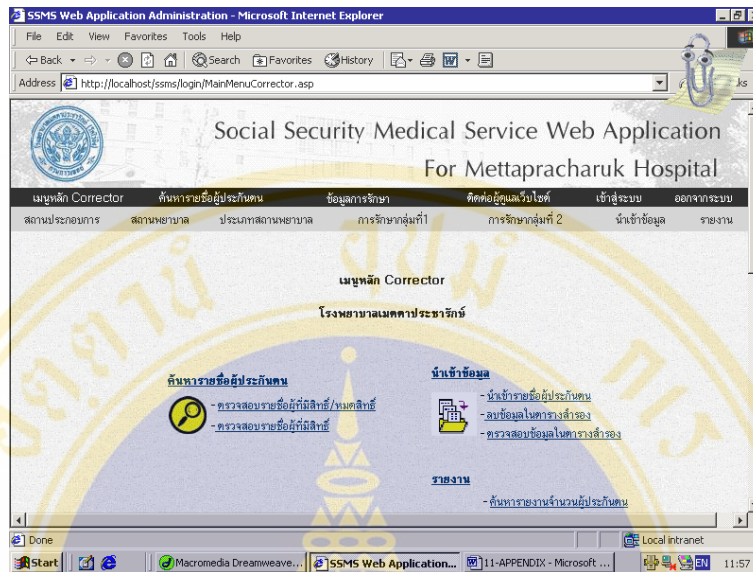 SSMS Web Application Administration - Microsoft Internet Explorer
File Edit View Favorites Tools Help
Back Search Favorites History
Address http://localhost/ssms/login/MainMenuCorrector.asp
Social Security Medical Service Web Application
For Mettapracharuk Hospital
เมนูหลัก Corrector ค้นหารายชื่อผู้ประกันตน ข้อมูลการรักษา ติดต่อผู้ดูแลเว็บไซต์ เข้าสู่ระบบ ออกจากระบบ
สถานประกอบการ สถานพยาบาล ประเภทสถานพยาบาล การรักษากลุ่มที่1 การรักษากลุ่มที่ 2 นำเข้าข้อมูล รายงาน
เมนูหลัก Corrector
โรงพยาบาลเมตตาประชารักษ์
ค้นหารายชื่อผู้ประกันตน
- ตรวจสอบรายชื่อผู้ที่มีสิทธิ์/หมดสิทธิ์
- ตรวจสอบรายชื่อผู้ที่มีสิทธิ์
นำเข้าข้อมูล
- นำเข้ารายชื่อผู้ประกันตน
- ลบข้อมูลในตารางสำรอง
- ตรวจสอบข้อมูลในตารางสำรอง
รายงาน
- ค้นหารายงานจำนวนผู้ประกันตน
Done Local intranet
Start Macromedia Dreamweave... SSMS Web Application... 11-APPENDIX - Microsoft ... EN 11:57